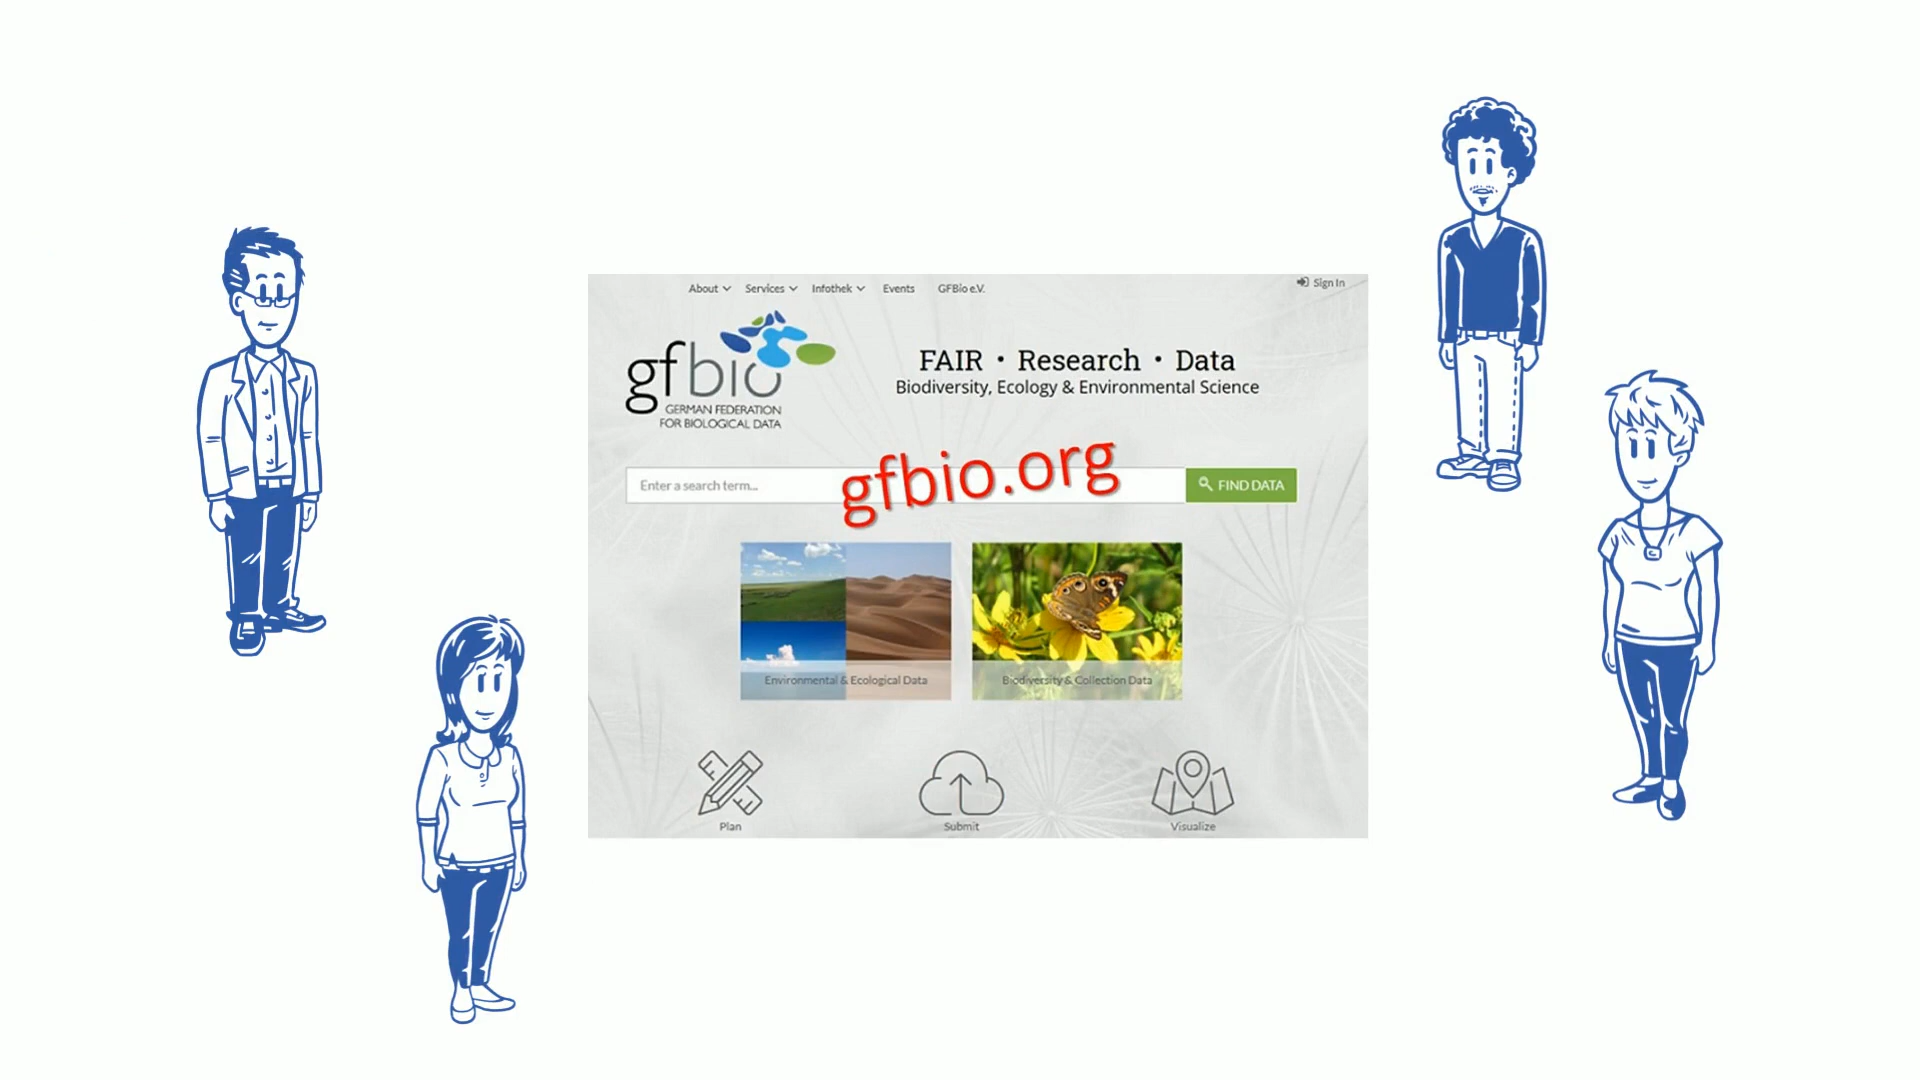 About Services Infothek Events GFBio e.V. Sign In
gfbio
GERMAN FEDERATION
FOR BIOLOGICAL DATA
FAIR • Research • Data
Biodiversity, Ecology & Environmental Science
gfbio.org
Enter a search term... FIND DATA
Environmental & Ecological Data Biodiversity & Collection Data
Plan Submit Visualize